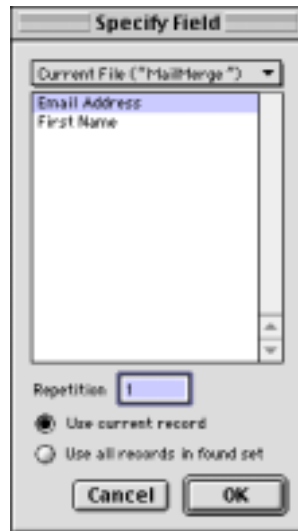 Specify Field
Current File ("MailMerge")
Email Address
First Name
Repetition 1
Use current record
Use all records in found set
Cancel OK